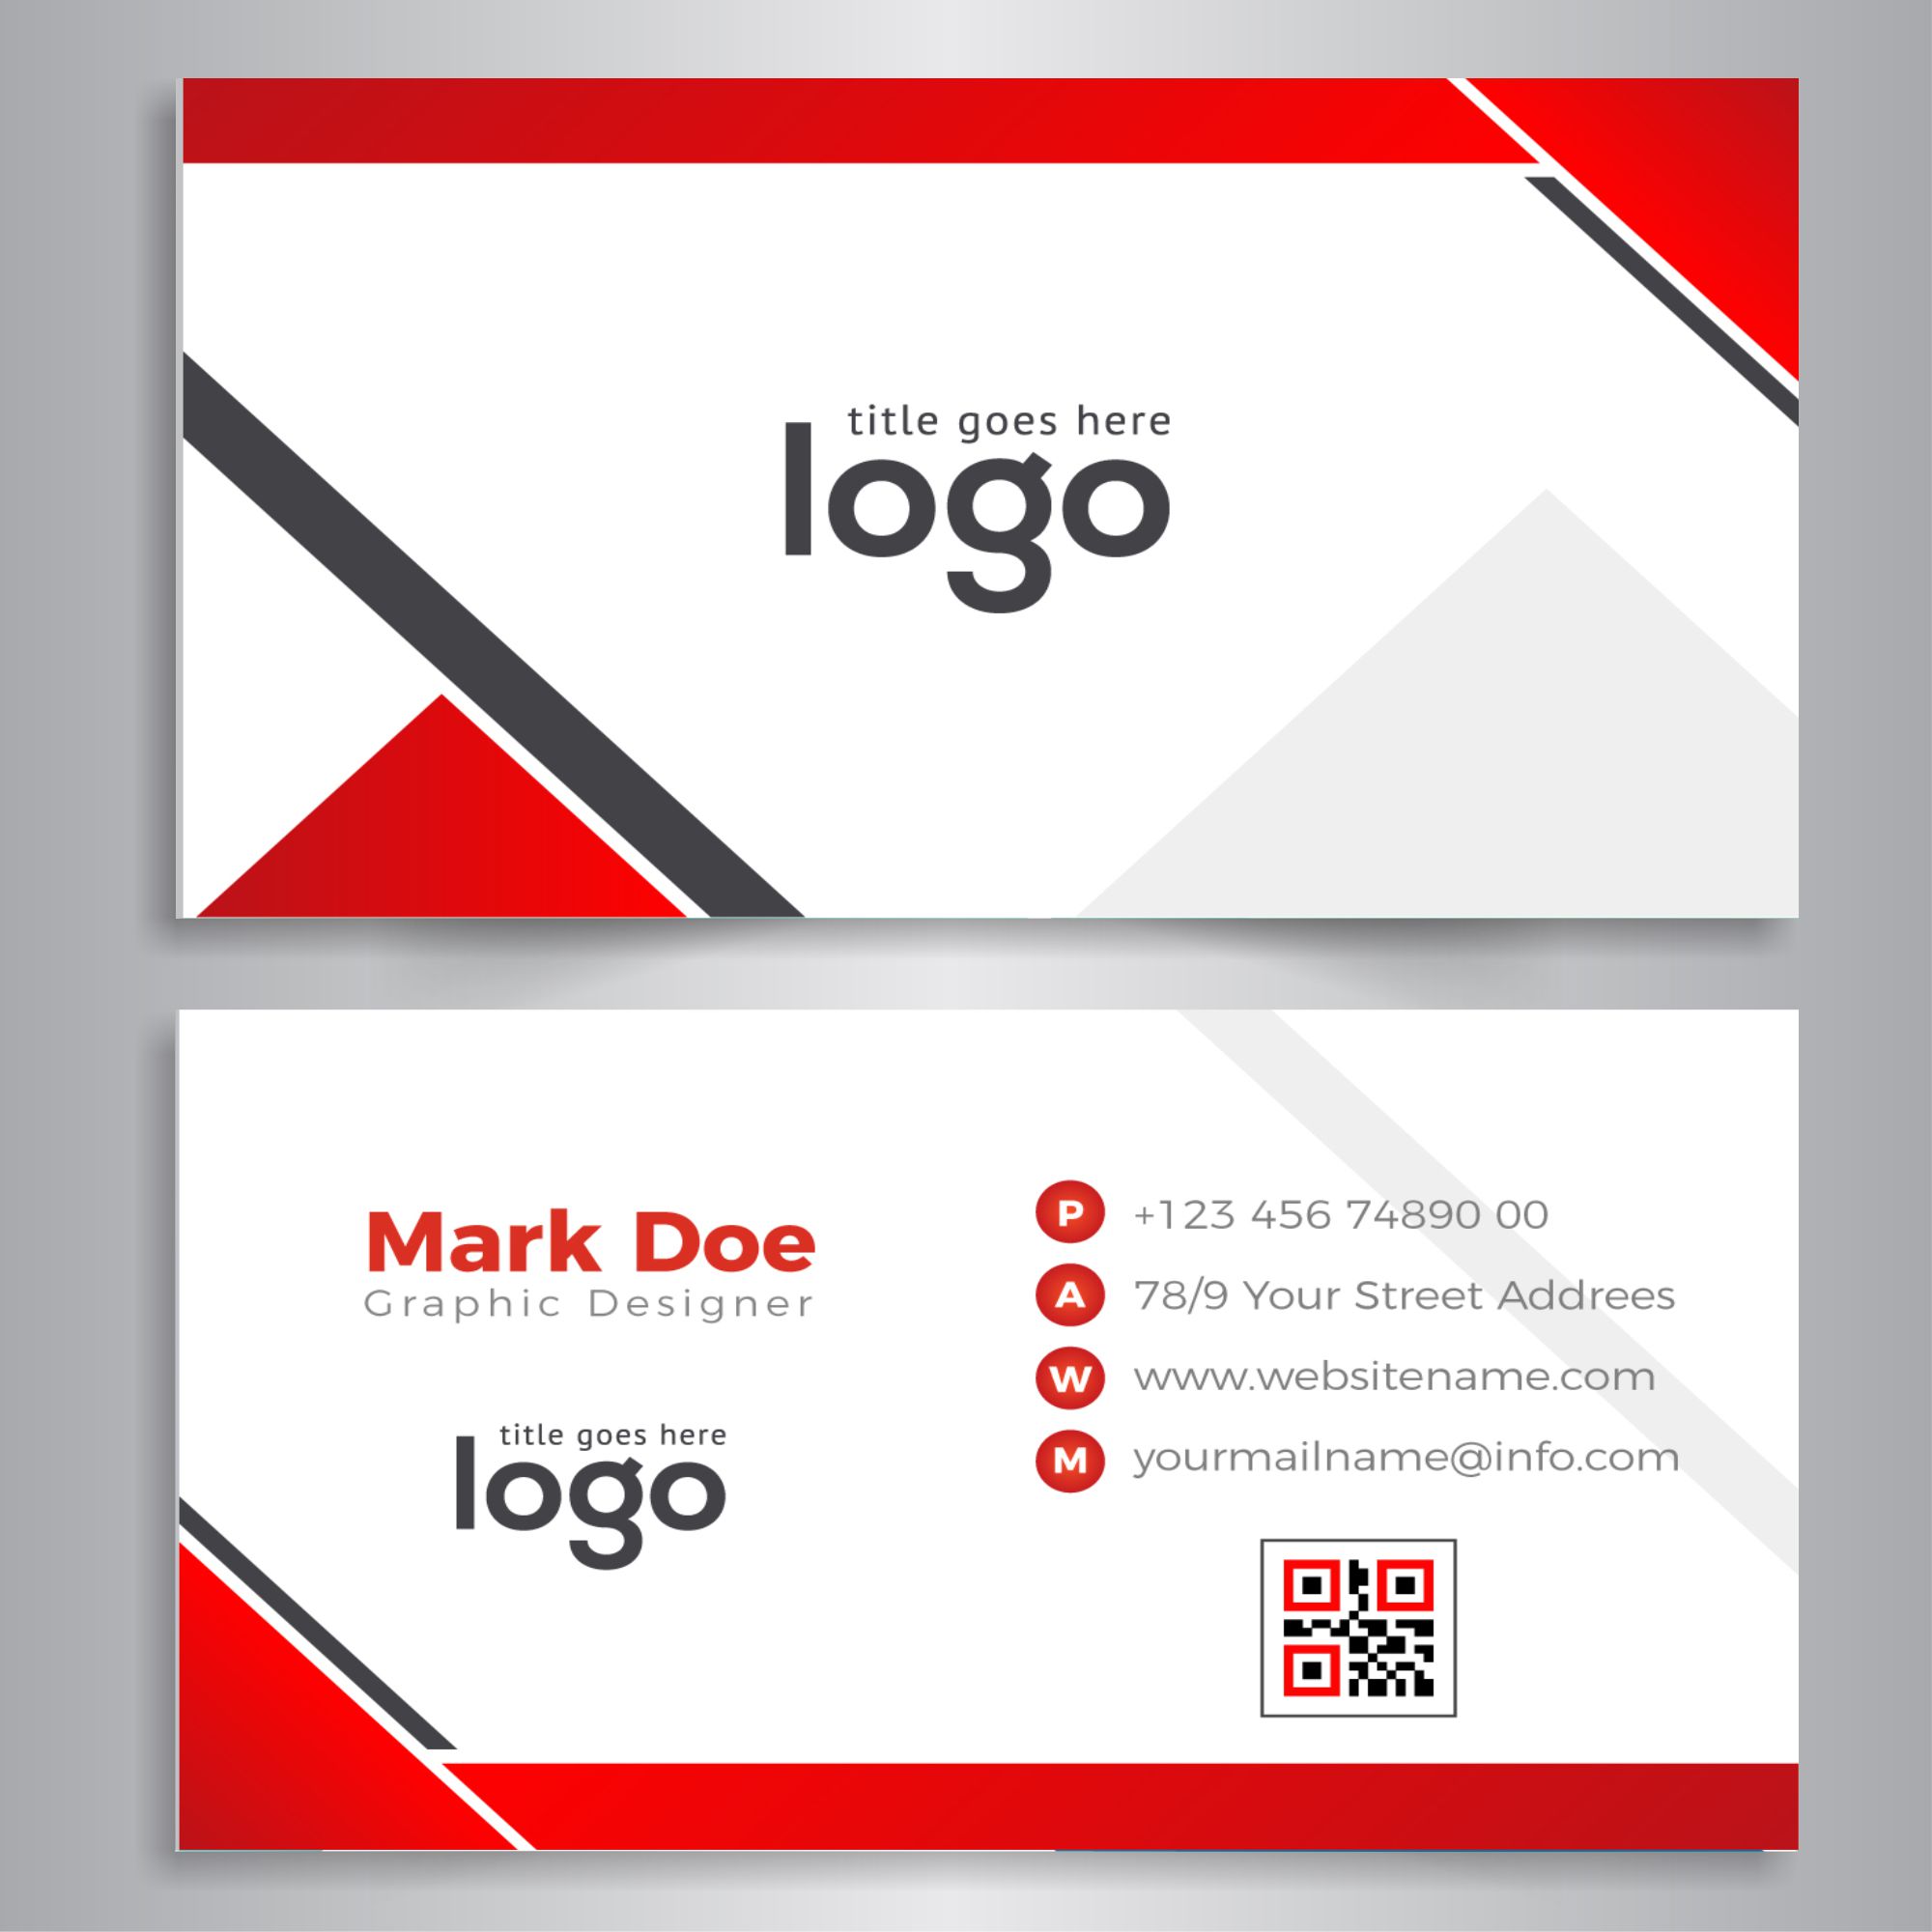 title goes here
logo
Mark Doe
Graphic Designer
title goes here
logo
P +123 456 74890 00
A 78/9 Your Street Addrees
W www.websitename.com
M yourmailname@info.com